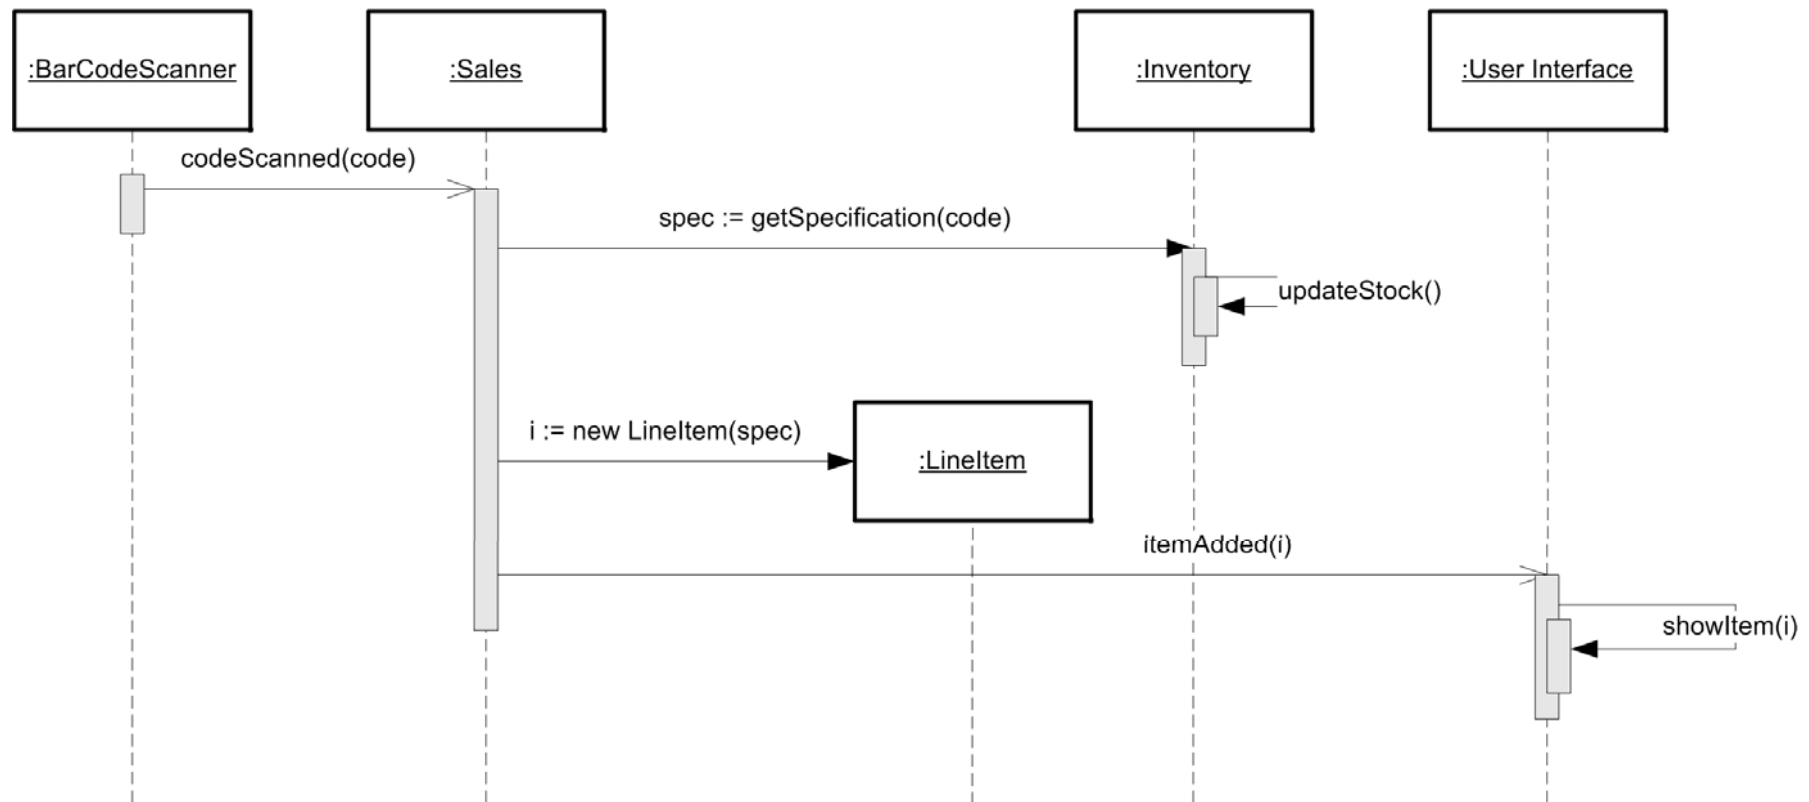 :BarCodeScanner
:Sales
:Inventory
:User Interface
codeScanned(code)
spec := getSpecification(code)
updateStock()
i := new LineItem(spec)
:LineItem
itemAdded(i)
showItem(i)